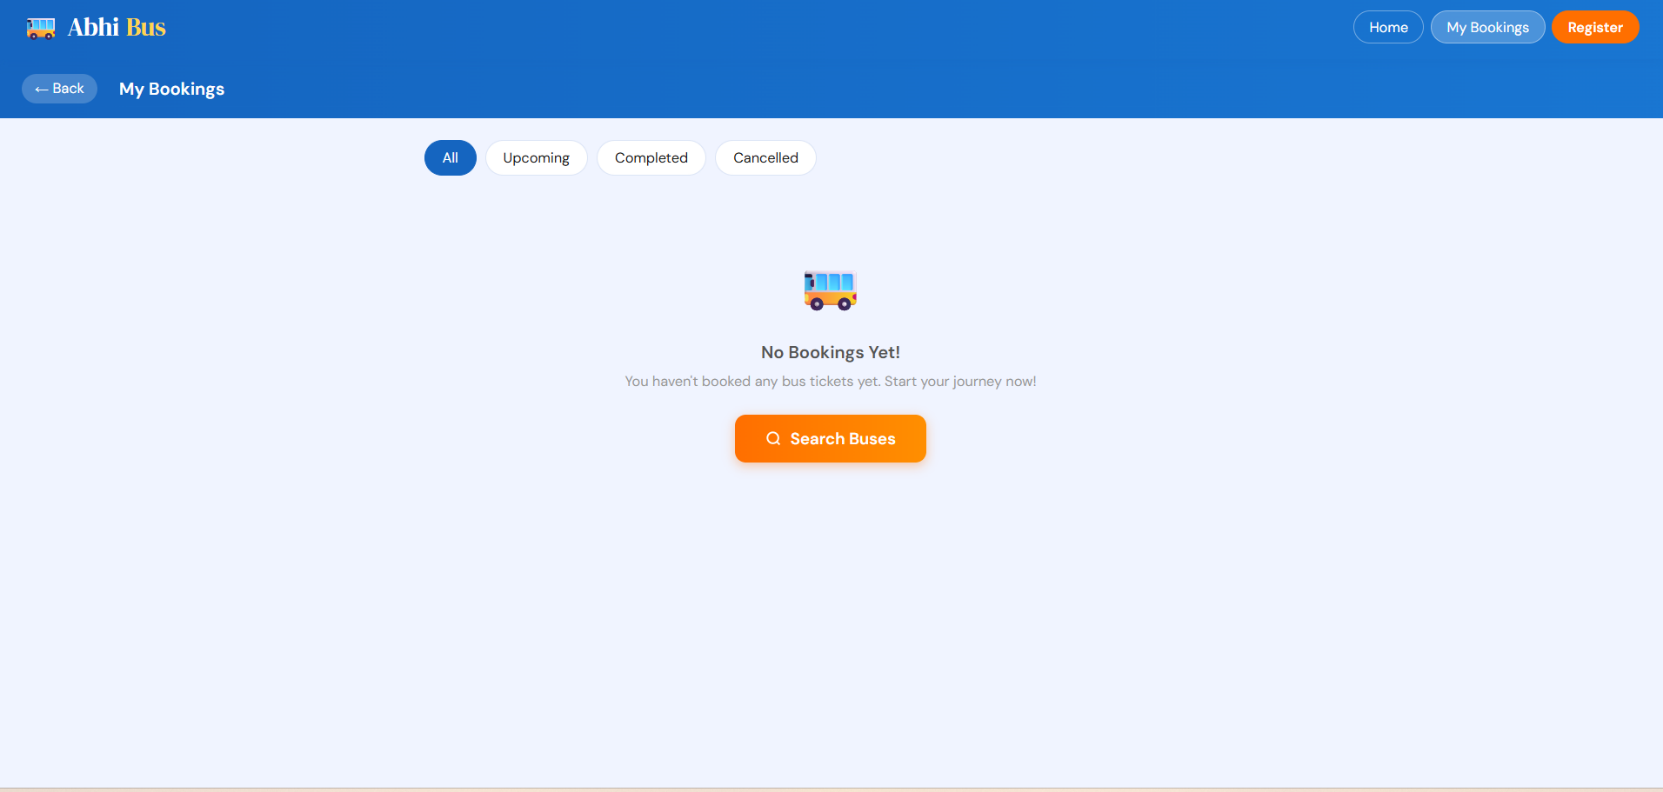 Abhi Bus
Home
My Bookings
Register
← Back
My Bookings
All
Upcoming
Completed
Cancelled
No Bookings Yet!
You haven't booked any bus tickets yet. Start your journey now!
Search Buses